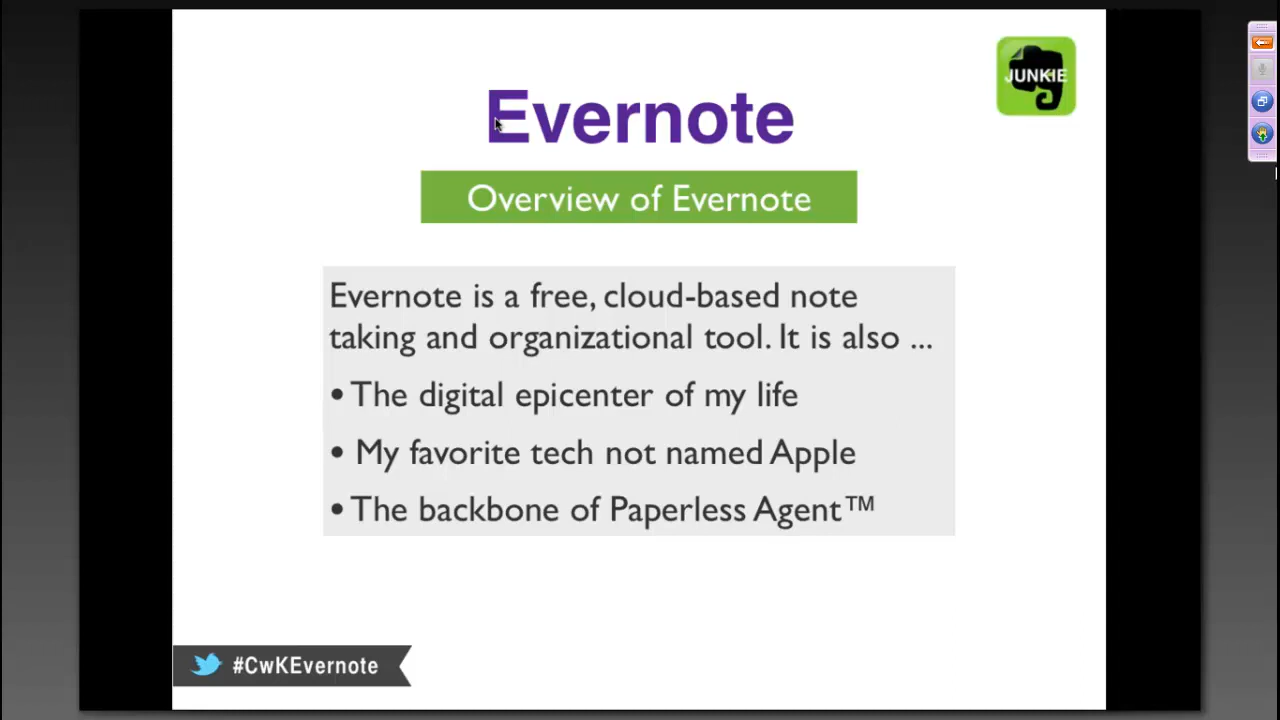 JUNKIE
Evernote
Overview of Evernote
Evernote is a free, cloud-based note
taking and organizational tool. It is also ...
• The digital epicenter of my life
• My favorite tech not named Apple
• The backbone of Paperless Agent™
#CwKEvernote